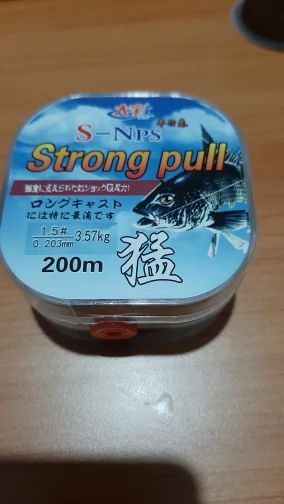 S-NPS
Strong pull
ロングキャスト
には特に最適です
1.5#
0.203mm
3.57kg
200m
猛